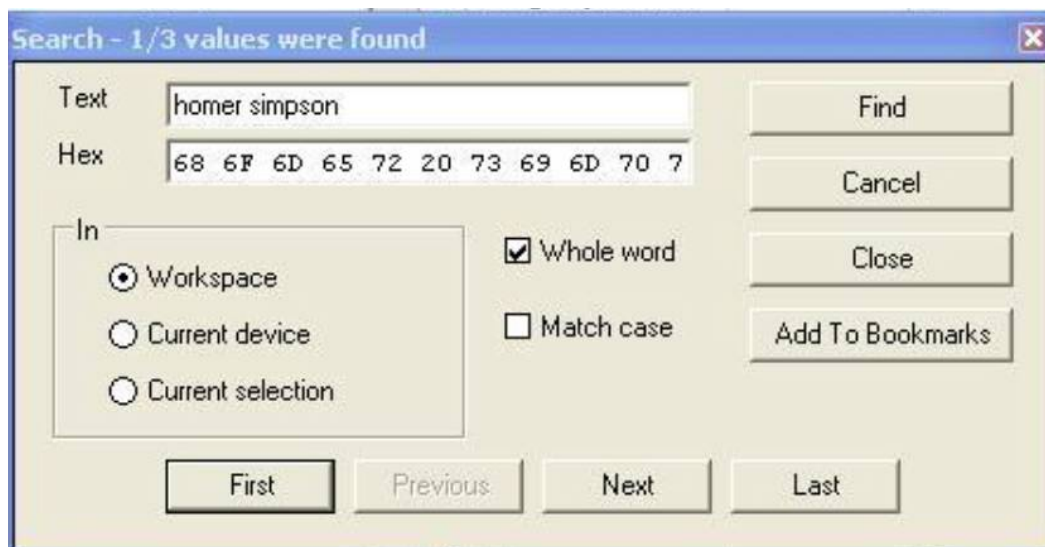 Search - 1/3 values were found
Text
homer simpson
Find
Hex
68 6F 6D 65 72 20 73 69 6D 70 7
Cancel
In
Workspace
Whole word
Close
Current device
Match case
Add To Bookmarks
Current selection
First
Previous
Next
Last